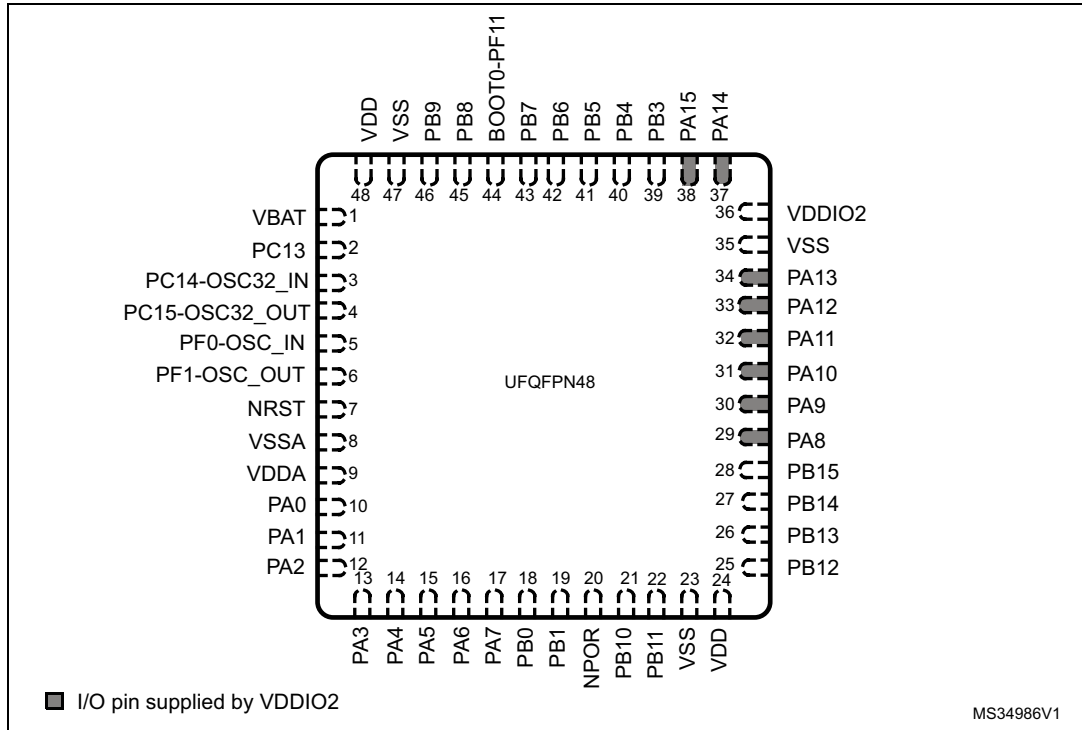 VDD
VSS
PB9
PB8
BOOT0-PF11
PB7
PB6
PB5
PB4
PB3
PA15
PA14
48
47
46
45
44
43
42
41
40
39
38
37
VBAT 1
PC13 2
PC14-OSC32_IN 3
PC15-OSC32_OUT 4
PF0-OSC_IN 5
PF1-OSC_OUT 6
NRST 7
VSSA 8
VDDA 9
PA0 10
PA1 11
PA2 12
UFQFPN48
36 VDDIO2
35 VSS
34 PA13
33 PA12
32 PA11
31 PA10
30 PA9
29 PA8
28 PB15
27 PB14
26 PB13
25 PB12
13
14
15
16
17
18
19
20
21
22
23
24
PA3
PA4
PA5
PA6
PA7
PB0
PB1
NPOR
PB10
PB11
VSS
VDD
I/O pin supplied by VDDIO2
MS34986V1